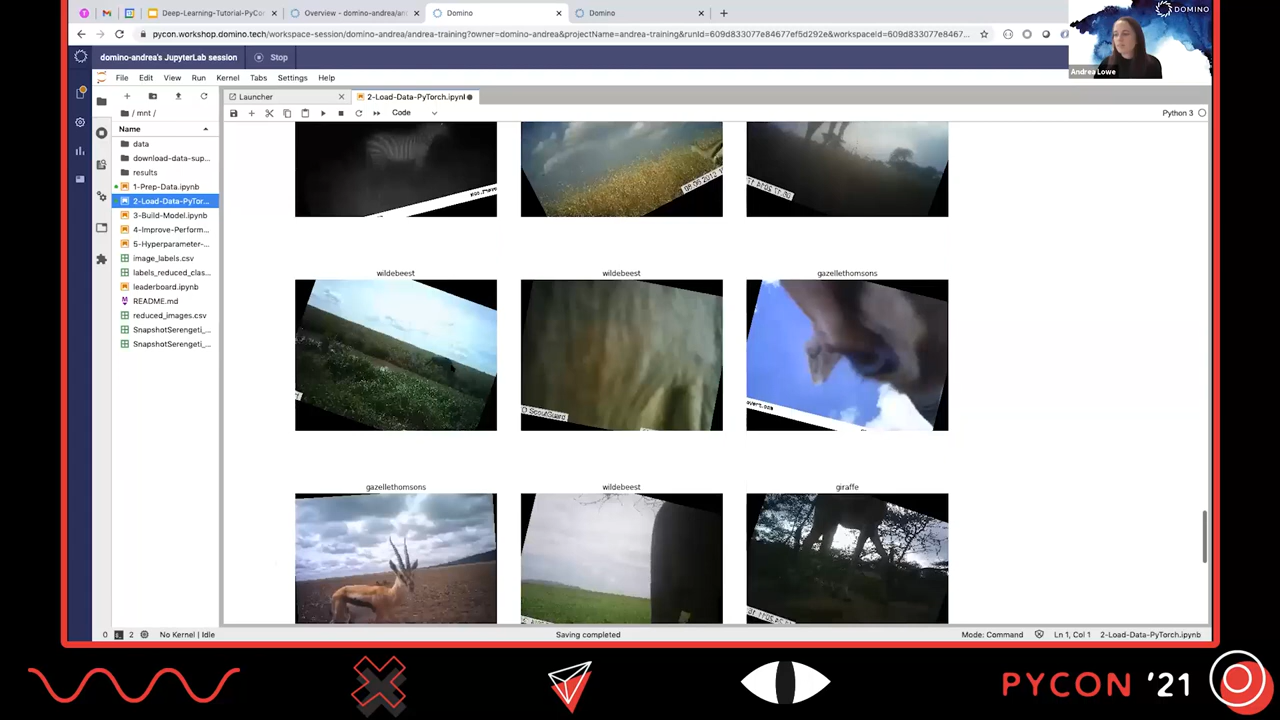 Deep-Learning-Tutorial-PyCon
Overview - domino-andrea/ant
Domino
Domino
DOMINO
pycon.workshop.domino.tech/workspace-session/domino-andrea/andrea-training?owner=domino-andrea&projectName=andrea-training&runId=609d833077e84677ef5d292e&workspaceId=609d833077e84677ef5d292...
domino-andrea's JupyterLab session
Stop
Andrea Lowe
File Edit View Run Kernel Tabs Settings Help
Launcher
2-Load-Data-PyTorch.ipynb
/ mnt /
Code
Python 3
Name
data
download-data-sup...
results
1-Prep-Data.ipynb
2-Load-Data-PyTor...
3-Build-Model.ipynb
4-Improve-Perform...
5-Hyperparameter-...
image_labels.csv
labels_reduced_clas...
leaderboard.ipynb
README.md
reduced_images.csv
SnapshotSerengeti_...
SnapshotSerengeti_...
wildebeest
wildebeest
gazellethomsons
O ScoutGuard
gazellethomsons
wildebeest
giraffe
0 2 No Kernel | Idle
Saving completed
Mode: Command
Ln 1, Col 1
2-Load-Data-PyTorch.ipynb
PYCON '21